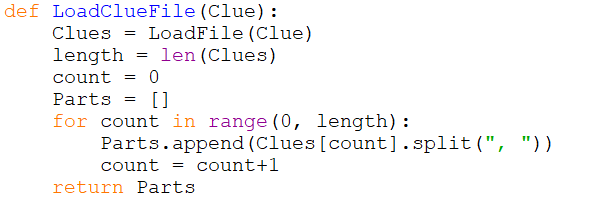 def LoadClueFile(Clue):
    Clues = LoadFile(Clue)
    length = len(Clues)
    count = 0
    Parts = []
    for count in range(0, length):
        Parts.append(Clues[count].split(", "))
        count = count+1
    return Parts